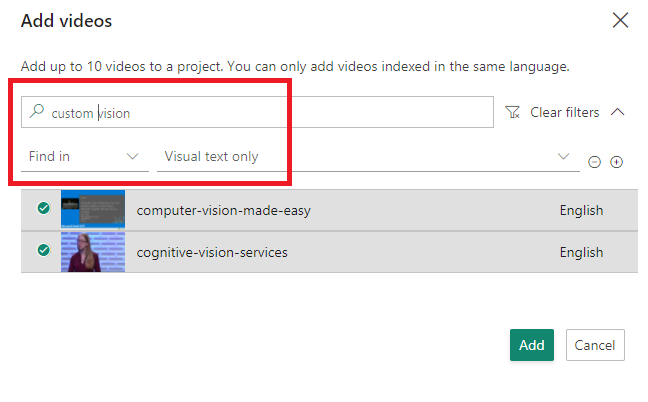 Add videos
Add up to 10 videos to a project. You can only add videos indexed in the same language.
custom vision
Clear filters
Find in
Visual text only
computer-vision-made-easy
English
cognitive-vision-services
English
Add
Cancel